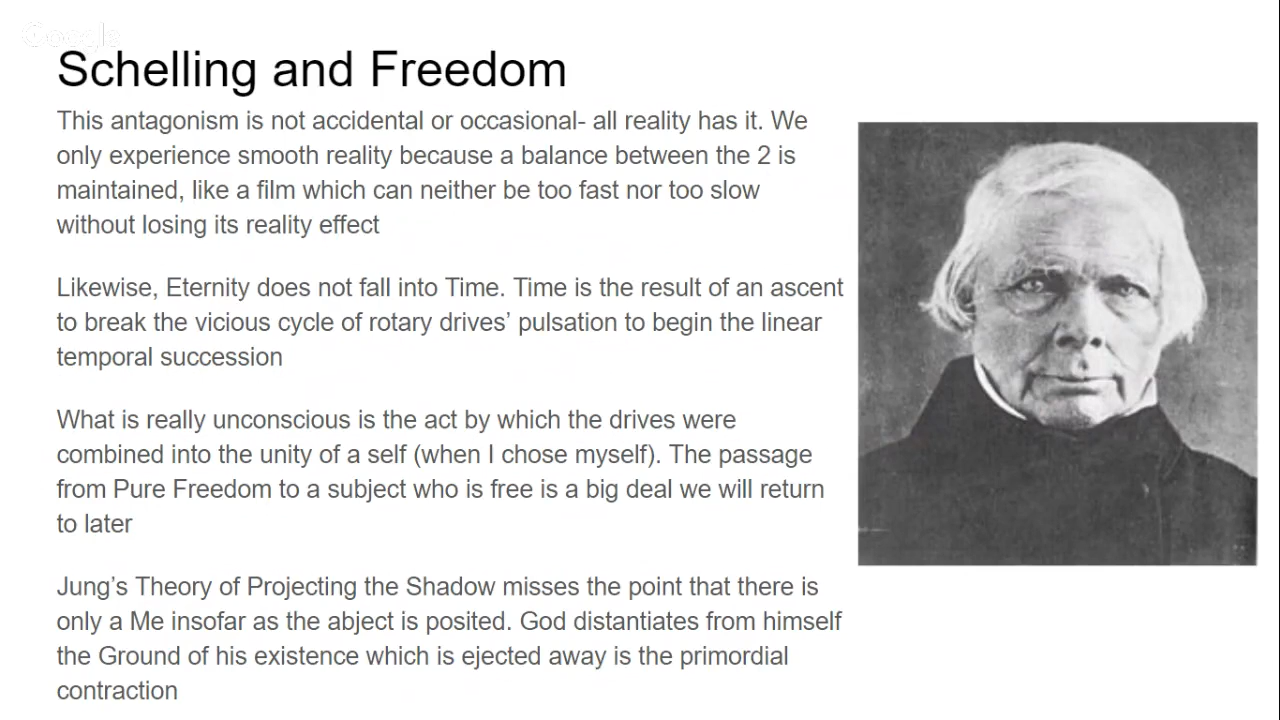 Google
Schelling and Freedom
This antagonism is not accidental or occasional- all reality has it. We
only experience smooth reality because a balance between the 2 is
maintained, like a film which can neither be too fast nor too slow
without losing its reality effect
Likewise, Eternity does not fall into Time. Time is the result of an ascent
to break the vicious cycle of rotary drives’ pulsation to begin the linear
temporal succession
What is really unconscious is the act by which the drives were
combined into the unity of a self (when I chose myself). The passage
from Pure Freedom to a subject who is free is a big deal we will return
to later
Jung’s Theory of Projecting the Shadow misses the point that there is
only a Me insofar as the abject is posited. God distantiates from himself
the Ground of his existence which is ejected away is the primordial
contraction